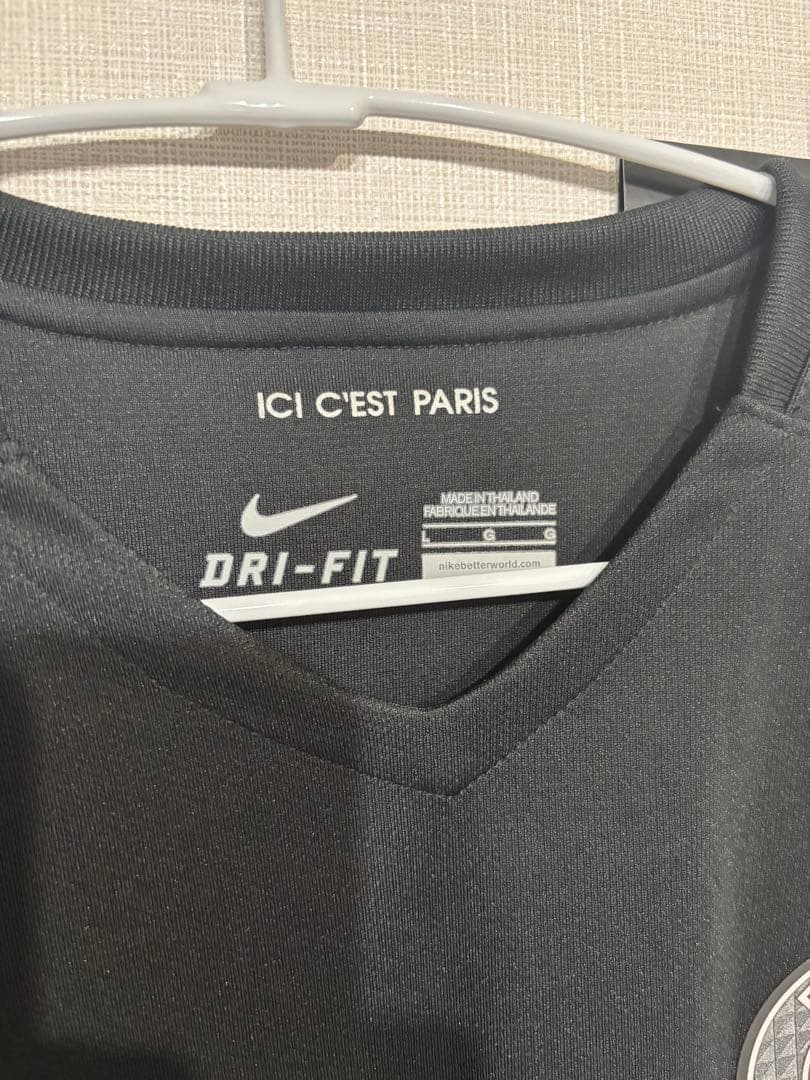 ICI C'EST PARIS
DRI-FIT
MADE IN THAILAND
FABRIQUE EN THAILANDE
L G G
nikebetterworld.com